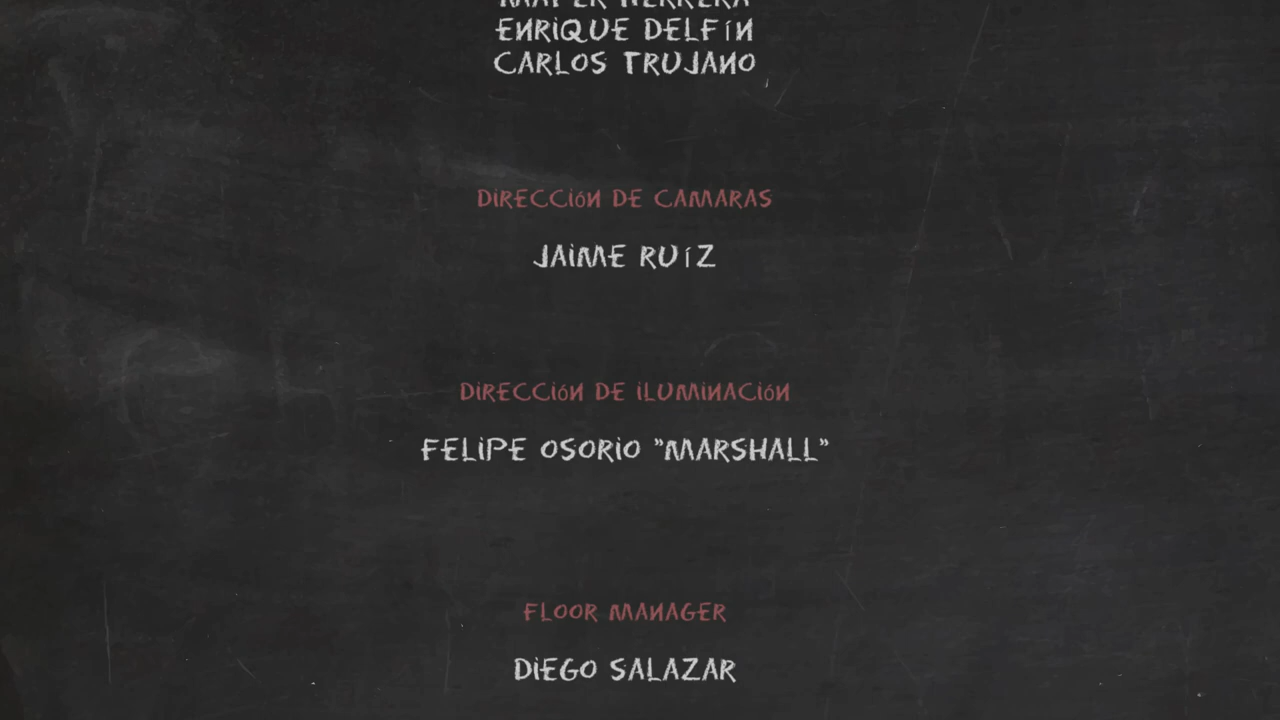 HERRERA
ENRIQUE DELFÍN
CARLOS TRUJANO
DIRECCIÓN DE CAMARAS
JAIME RUÍZ
DIRECCIÓN DE ILUMINACIÓN
FELIPE OSORIO "MARSHALL"
FLOOR MANAGER
DIEGO SALAZAR